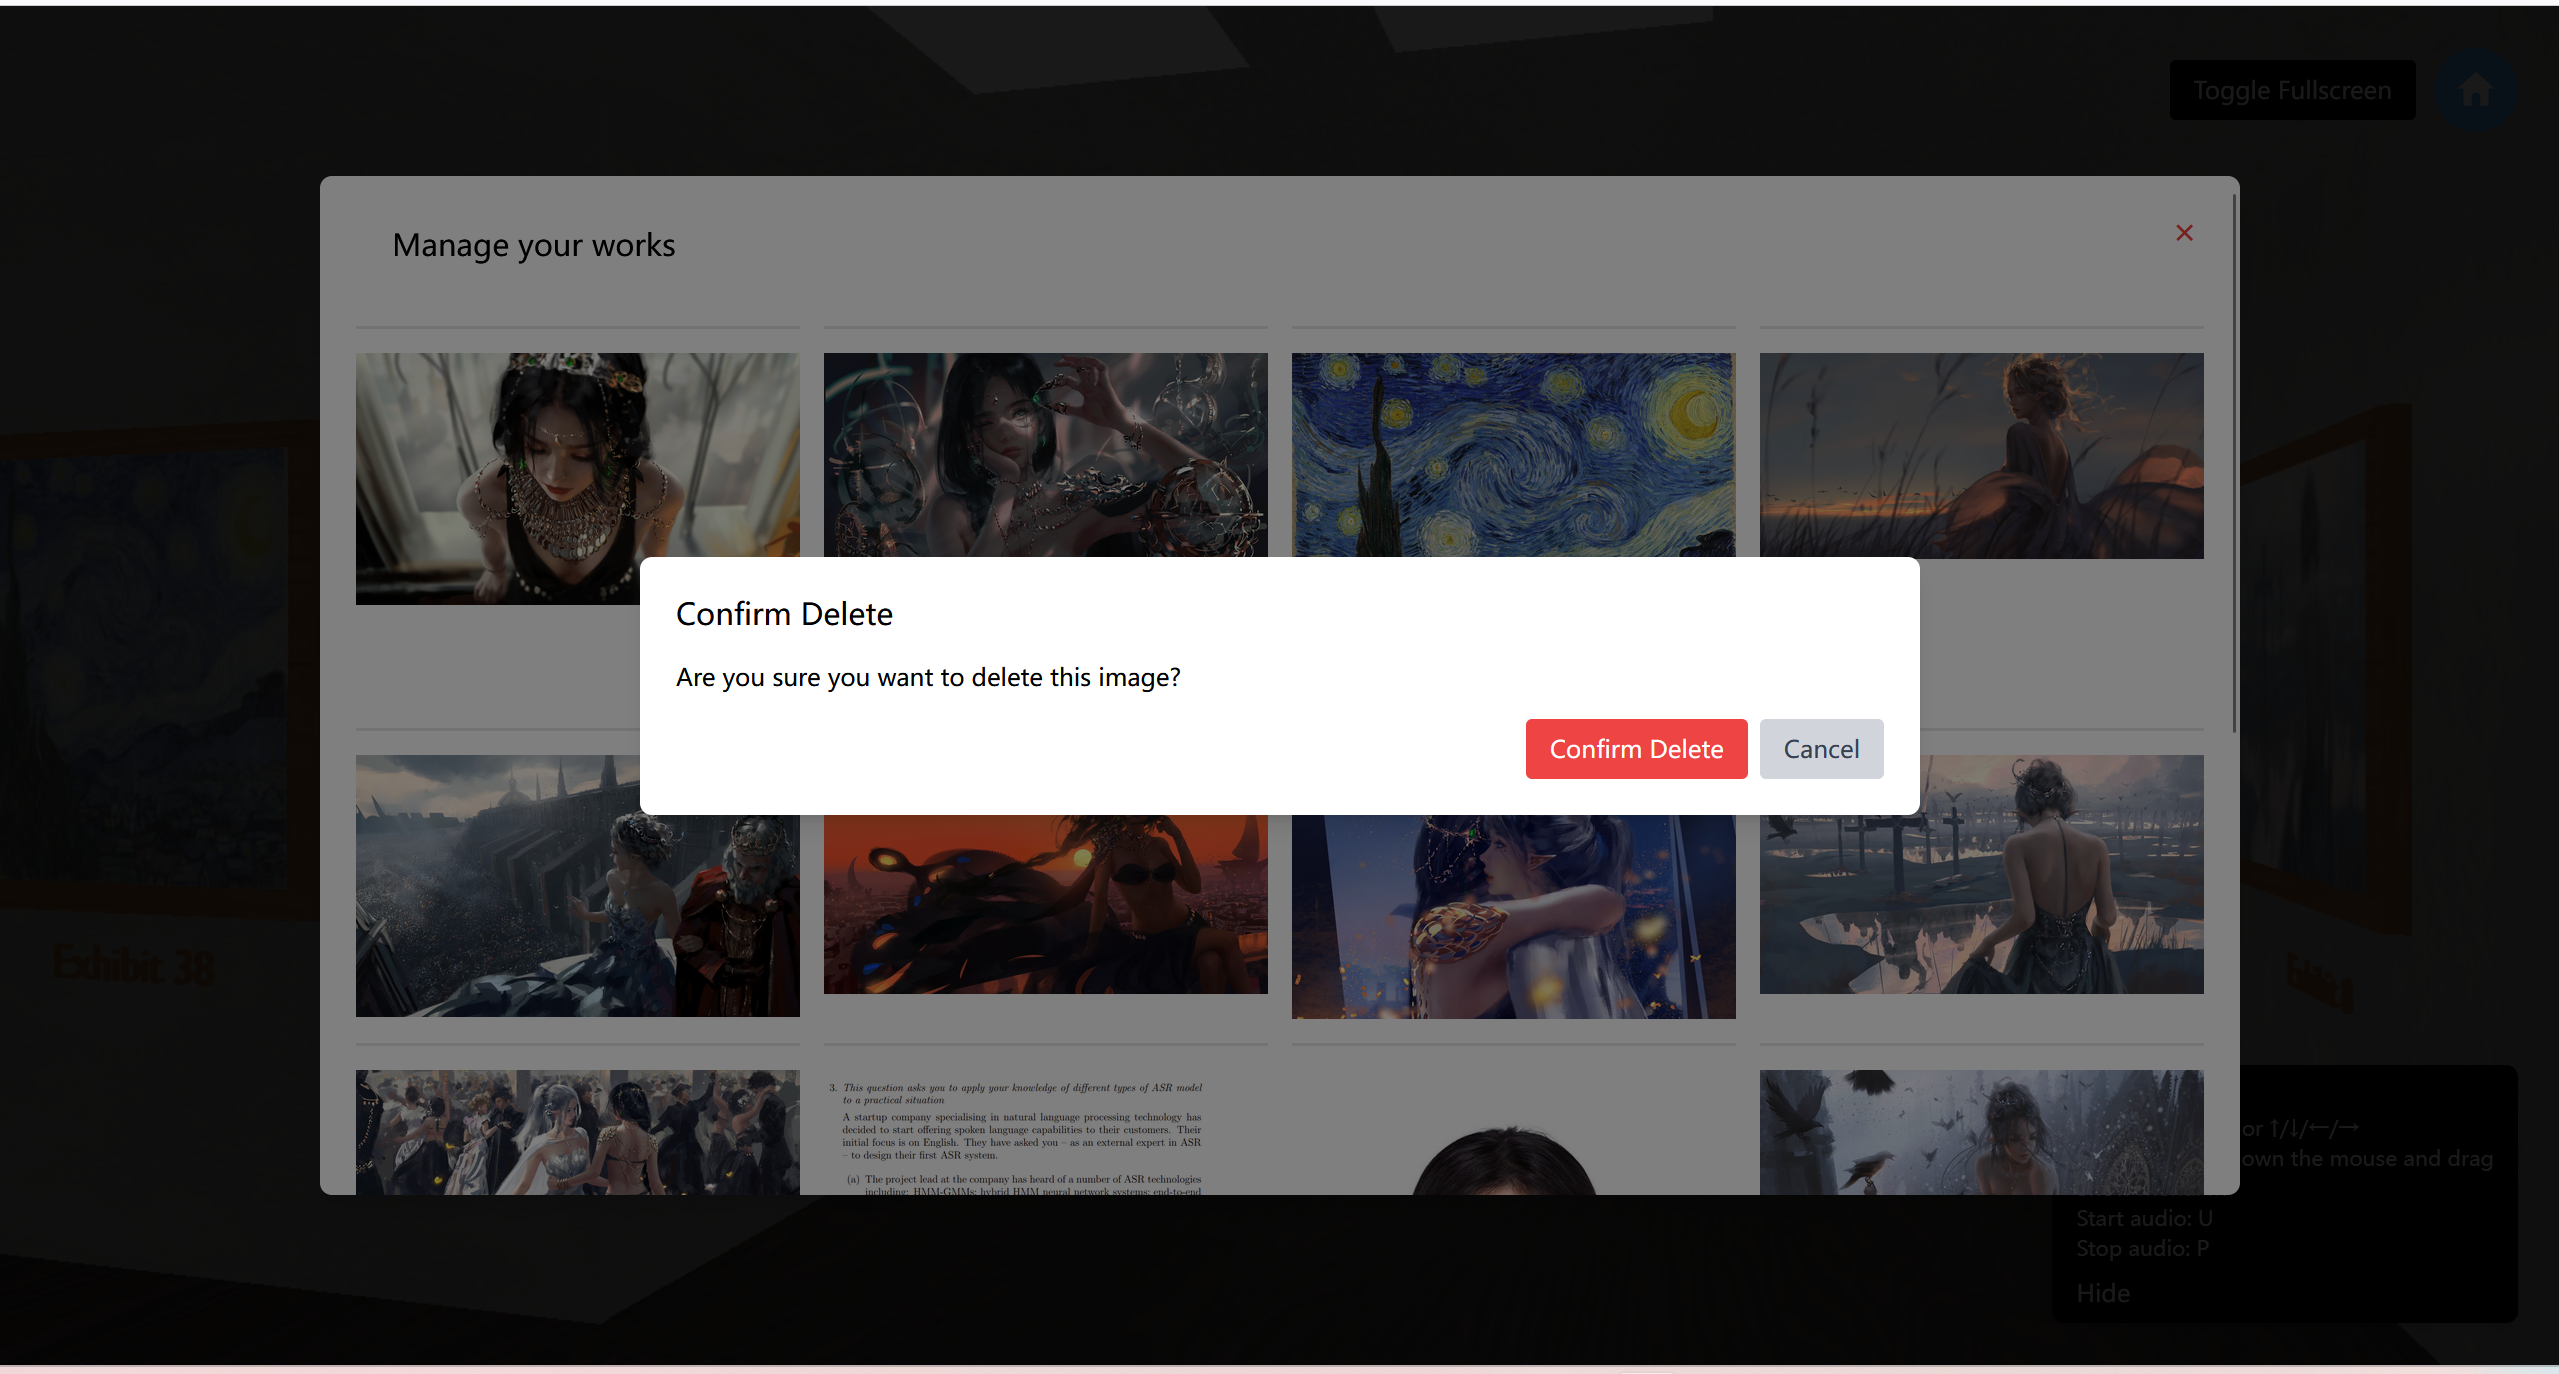 Toggle Fullscreen
Manage your works
✕
Confirm Delete
Are you sure you want to delete this image?
Confirm Delete
Cancel
Exhibit 38
3. This question asks you to apply your knowledge of different types of ASR model
to a practical situation
A startup company specialising in natural language processing technology has
decided to start offering spoken language capabilities to their customers. Their
initial focus is on English. They have asked you – as an external expert in ASR
– to design their first ASR system.
(a) The project lead at the company has heard of a number of ASR technologies
including: HMM-GMMs; hybrid HMM neural network systems; end-to-end
or ↑/↓/←/→
own the mouse and drag
Start audio: U
Stop audio: P
Hide